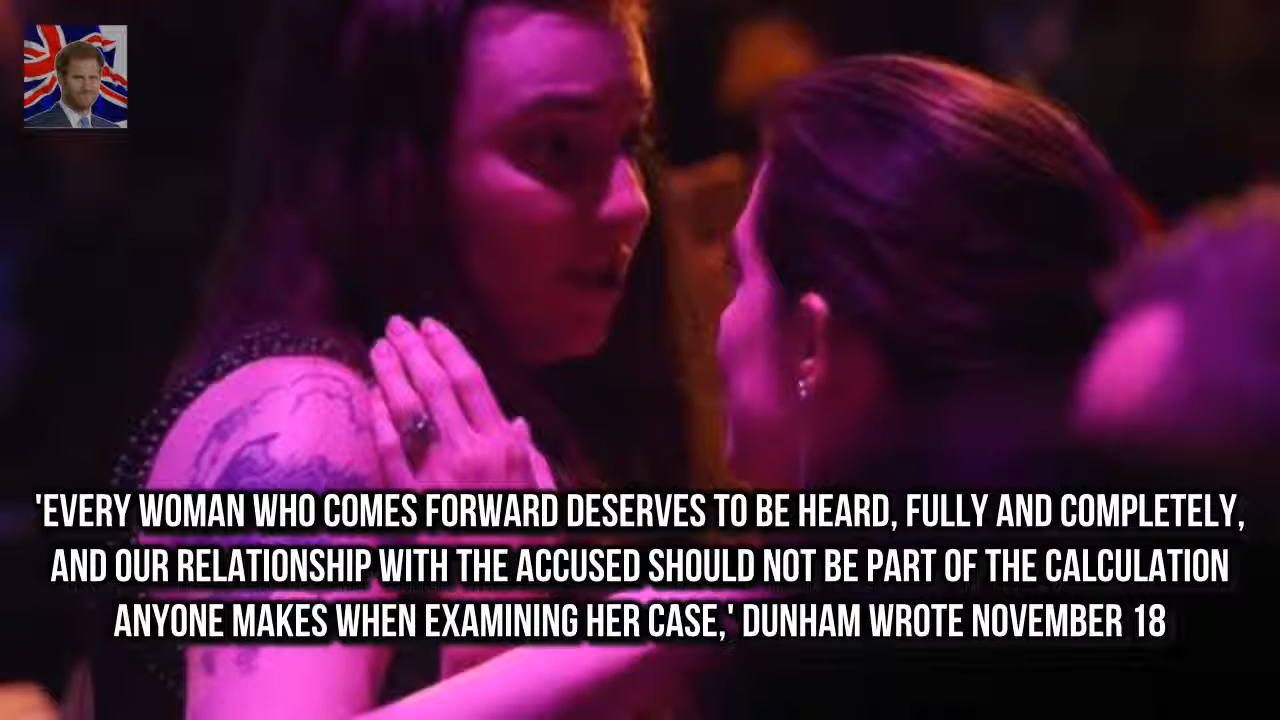 'EVERY WOMAN WHO COMES FORWARD DESERVES TO BE HEARD, FULLY AND COMPLETELY,
AND OUR RELATIONSHIP WITH THE ACCUSED SHOULD NOT BE PART OF THE CALCULATION
ANYONE MAKES WHEN EXAMINING HER CASE,' DUNHAM WROTE NOVEMBER 18